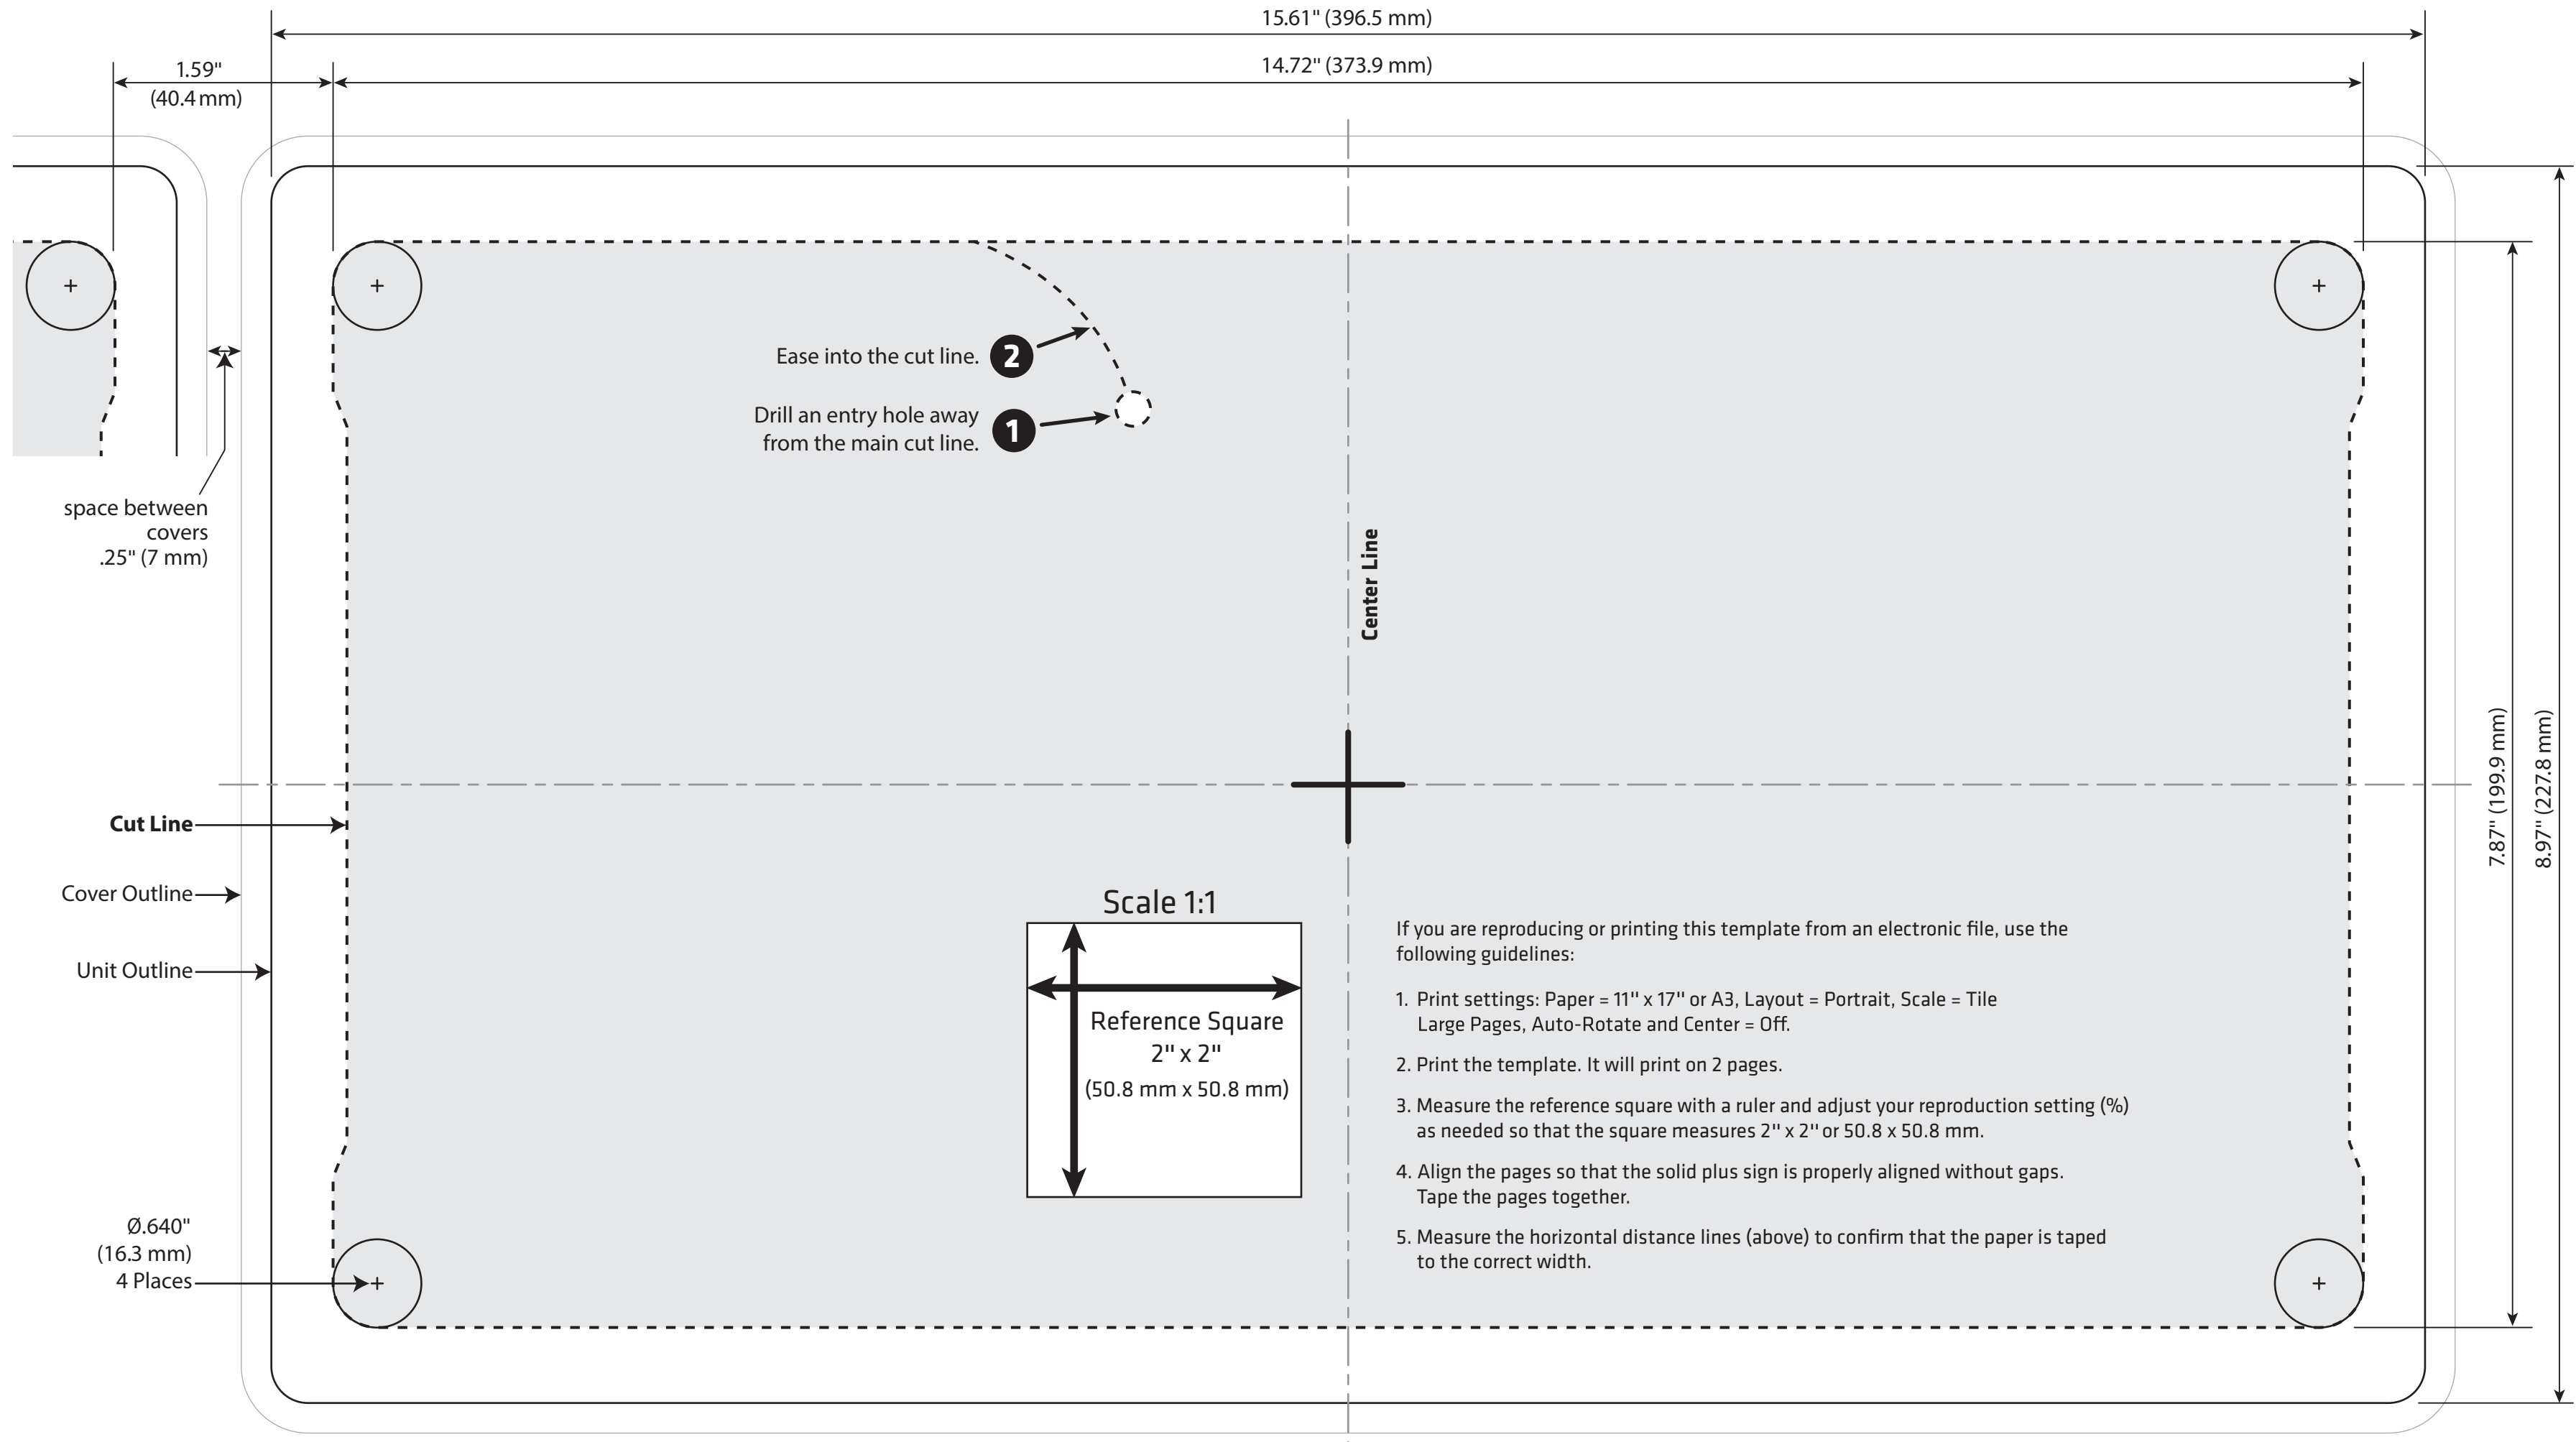 15.61" (396.5 mm)
14.72" (373.9 mm)
1.59"
(40.4 mm)
Ease into the cut line. 2
Drill an entry hole away
from the main cut line. 1
space between
covers
.25" (7 mm)
Center Line
7.87" (199.9 mm)
8.97" (227.8 mm)
Cut Line
Cover Outline
Unit Outline
Scale 1:1
Reference Square
2" x 2"
(50.8 mm x 50.8 mm)
If you are reproducing or printing this template from an electronic file, use the
following guidelines:
1. Print settings: Paper = 11" x 17" or A3, Layout = Portrait, Scale = Tile
Large Pages, Auto-Rotate and Center = Off.
2. Print the template. It will print on 2 pages.
3. Measure the reference square with a ruler and adjust your reproduction setting (%)
as needed so that the square measures 2" x 2" or 50.8 x 50.8 mm.
4. Align the pages so that the solid plus sign is properly aligned without gaps.
Tape the pages together.
5. Measure the horizontal distance lines (above) to confirm that the paper is taped
to the correct width.
Ø.640"
(16.3 mm)
4 Places